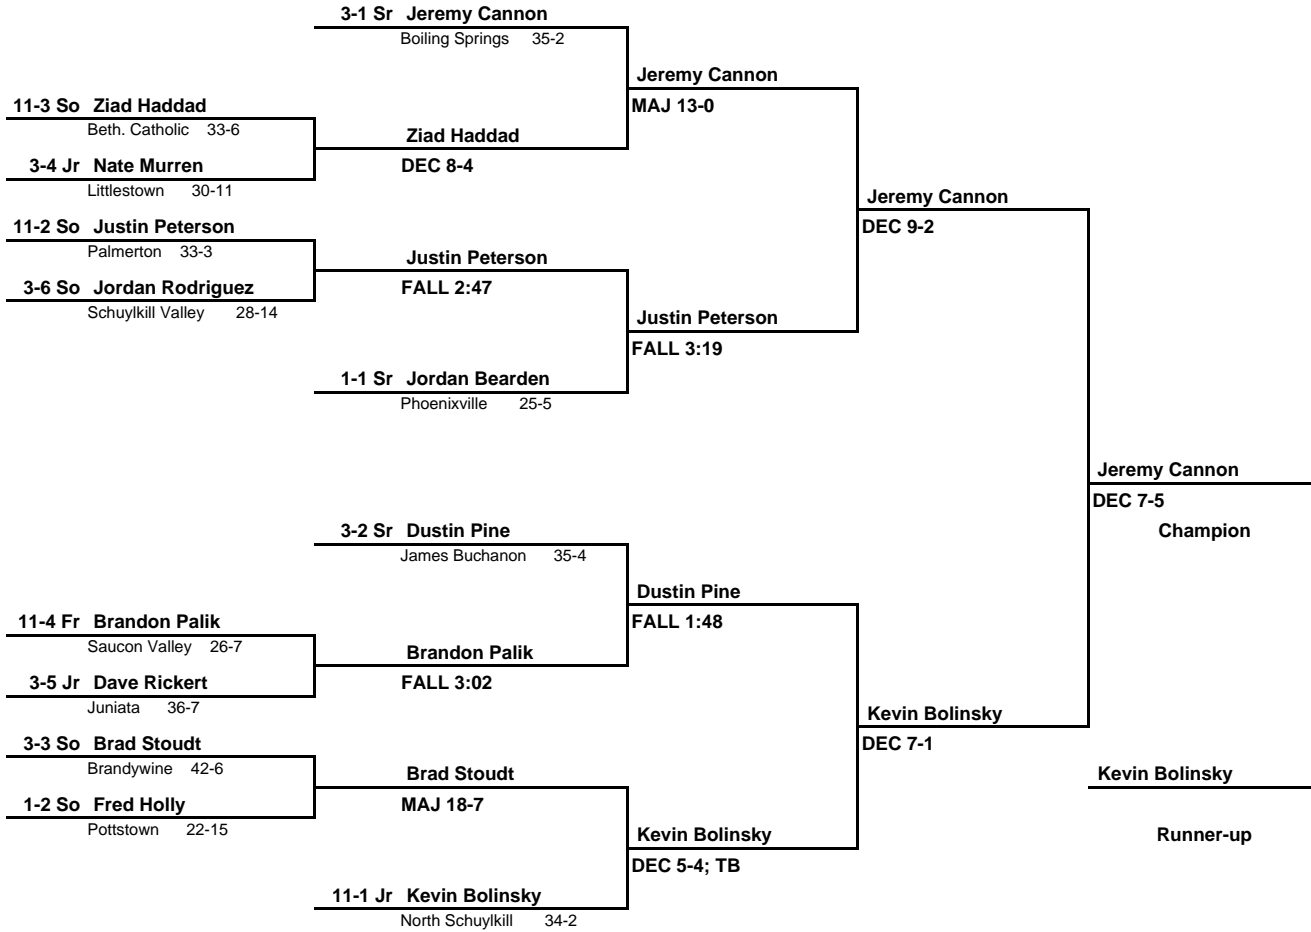 3-1 Sr Jeremy Cannon
Boiling Springs 35-2
Jeremy Cannon
MAJ 13-0
11-3 So Ziad Haddad
Beth. Catholic 33-6
Ziad Haddad
DEC 8-4
3-4 Jr Nate Murren
Littlestown 30-11
Jeremy Cannon
DEC 9-2
11-2 So Justin Peterson
Palmerton 33-3
Justin Peterson
FALL 2:47
3-6 So Jordan Rodriguez
Schuylkill Valley 28-14
Justin Peterson
FALL 3:19
1-1 Sr Jordan Bearden
Phoenixville 25-5
Jeremy Cannon
DEC 7-5
Champion
3-2 Sr Dustin Pine
James Buchanon 35-4
Dustin Pine
FALL 1:48
11-4 Fr Brandon Palik
Saucon Valley 26-7
Brandon Palik
FALL 3:02
3-5 Jr Dave Rickert
Juniata 36-7
Kevin Bolinsky
DEC 7-1
3-3 So Brad Stoudt
Brandywine 42-6
Brad Stoudt
MAJ 18-7
Kevin Bolinsky
1-2 So Fred Holly
Pottstown 22-15
Kevin Bolinsky
DEC 5-4; TB
Runner-up
11-1 Jr Kevin Bolinsky
North Schuylkill 34-2